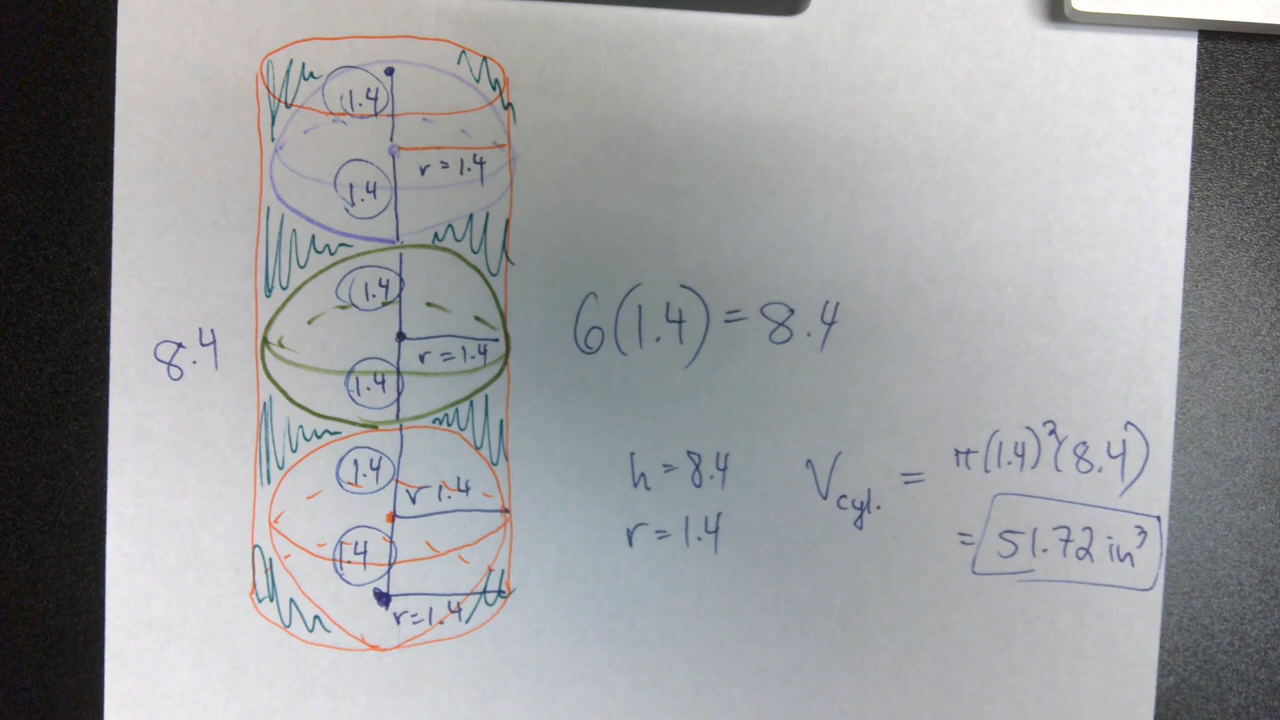 1.4
r = 1.4
1.4
1.4
r = 1.4
1.4
8.4
1.4
r 1.4
1.4
r = 1.4
6(1.4) = 8.4
h = 8.4
r = 1.4
V cyl. = π(1.4)²(8.4)
= 51.72 in³